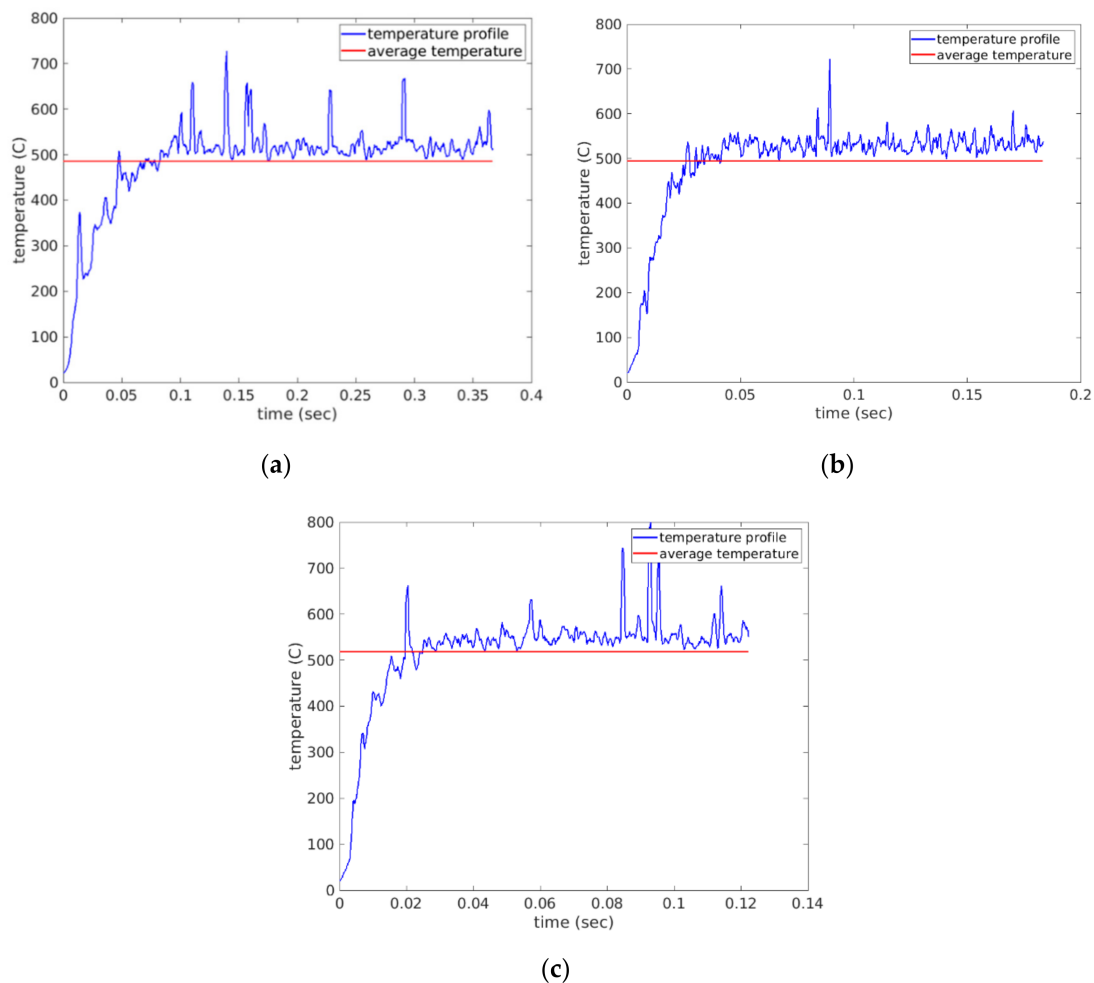 800
700
600
500
400
300
200
100
0
temperature (C)
temperature profile
average temperature
0 0.05 0.1 0.15 0.2 0.25 0.3 0.35 0.4
time (sec)
(a)
800
700
600
500
400
300
200
100
0
temperature (C)
temperature profile
average temperature
0 0.05 0.1 0.15 0.2
time (sec)
(b)
800
700
600
500
400
300
200
100
0
temperature (C)
temperature profile
average temperature
0 0.02 0.04 0.06 0.08 0.1 0.12 0.14
time (sec)
(c)